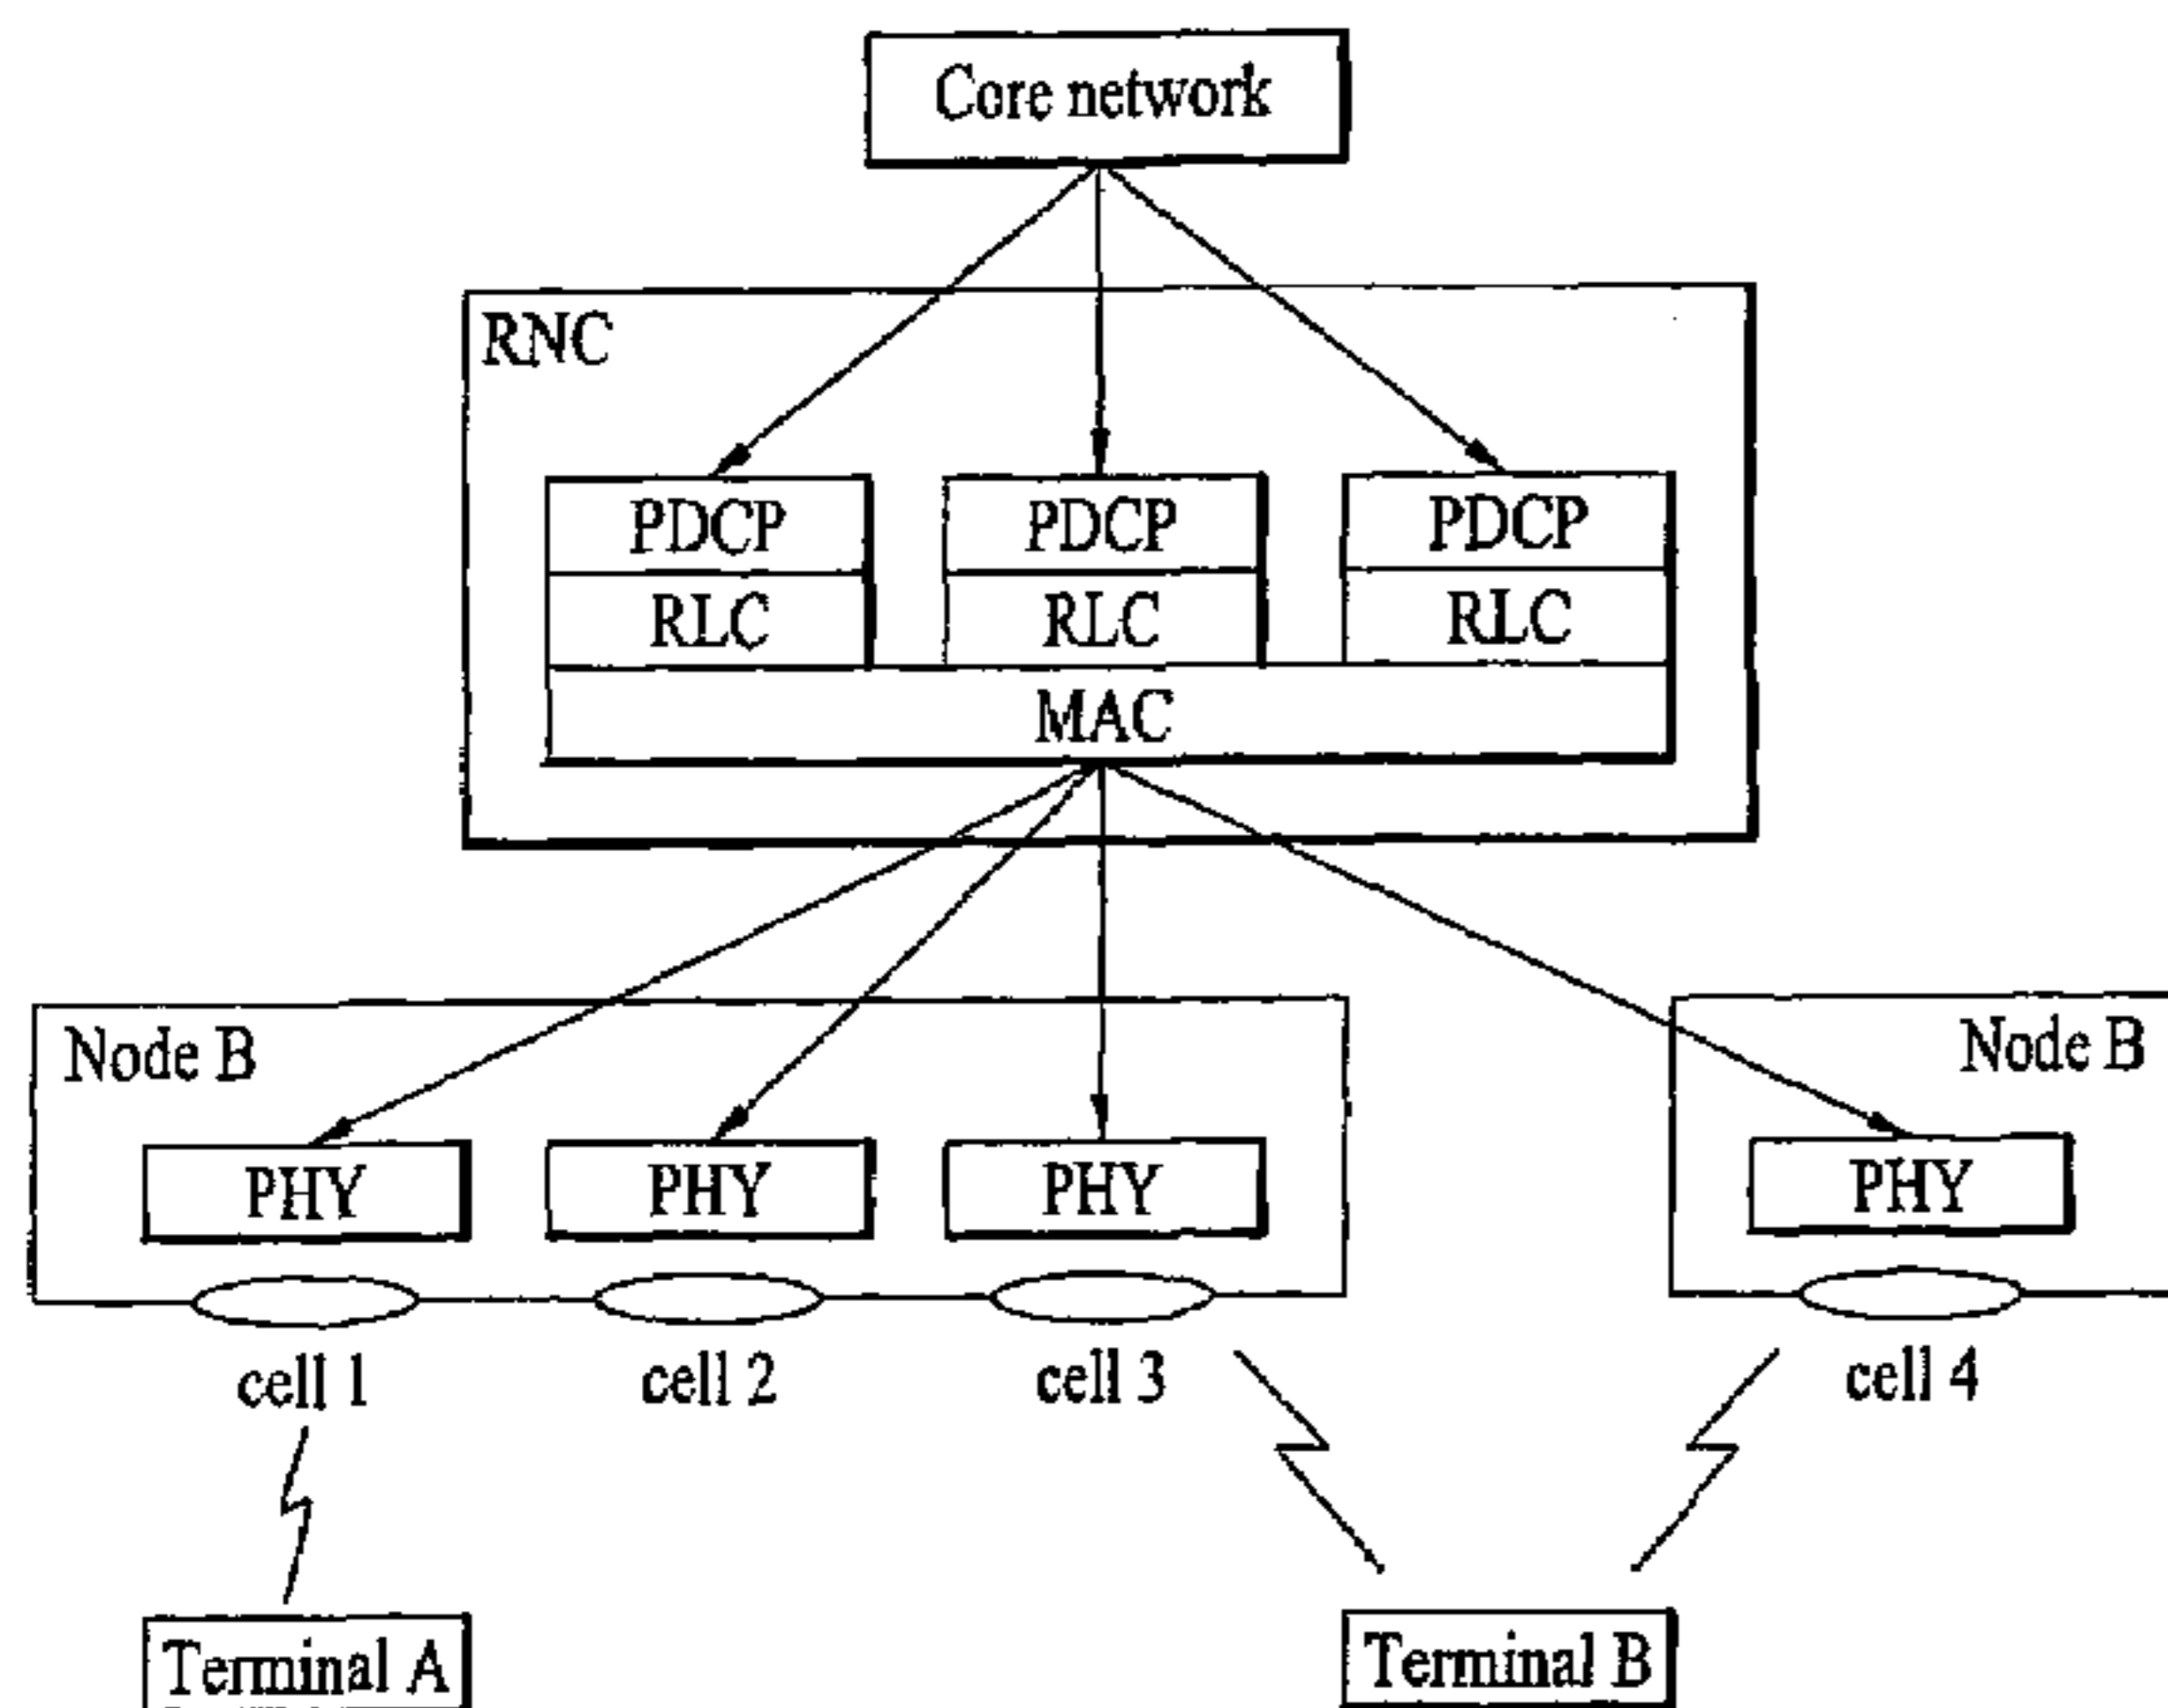 Core network
RNC
PDCP PDCP PDCP
RLC RLC RLC
MAC
Node B Node B
PHY PHY PHY PHY
cell 1 cell 2 cell 3 cell 4
Terminal A Terminal B